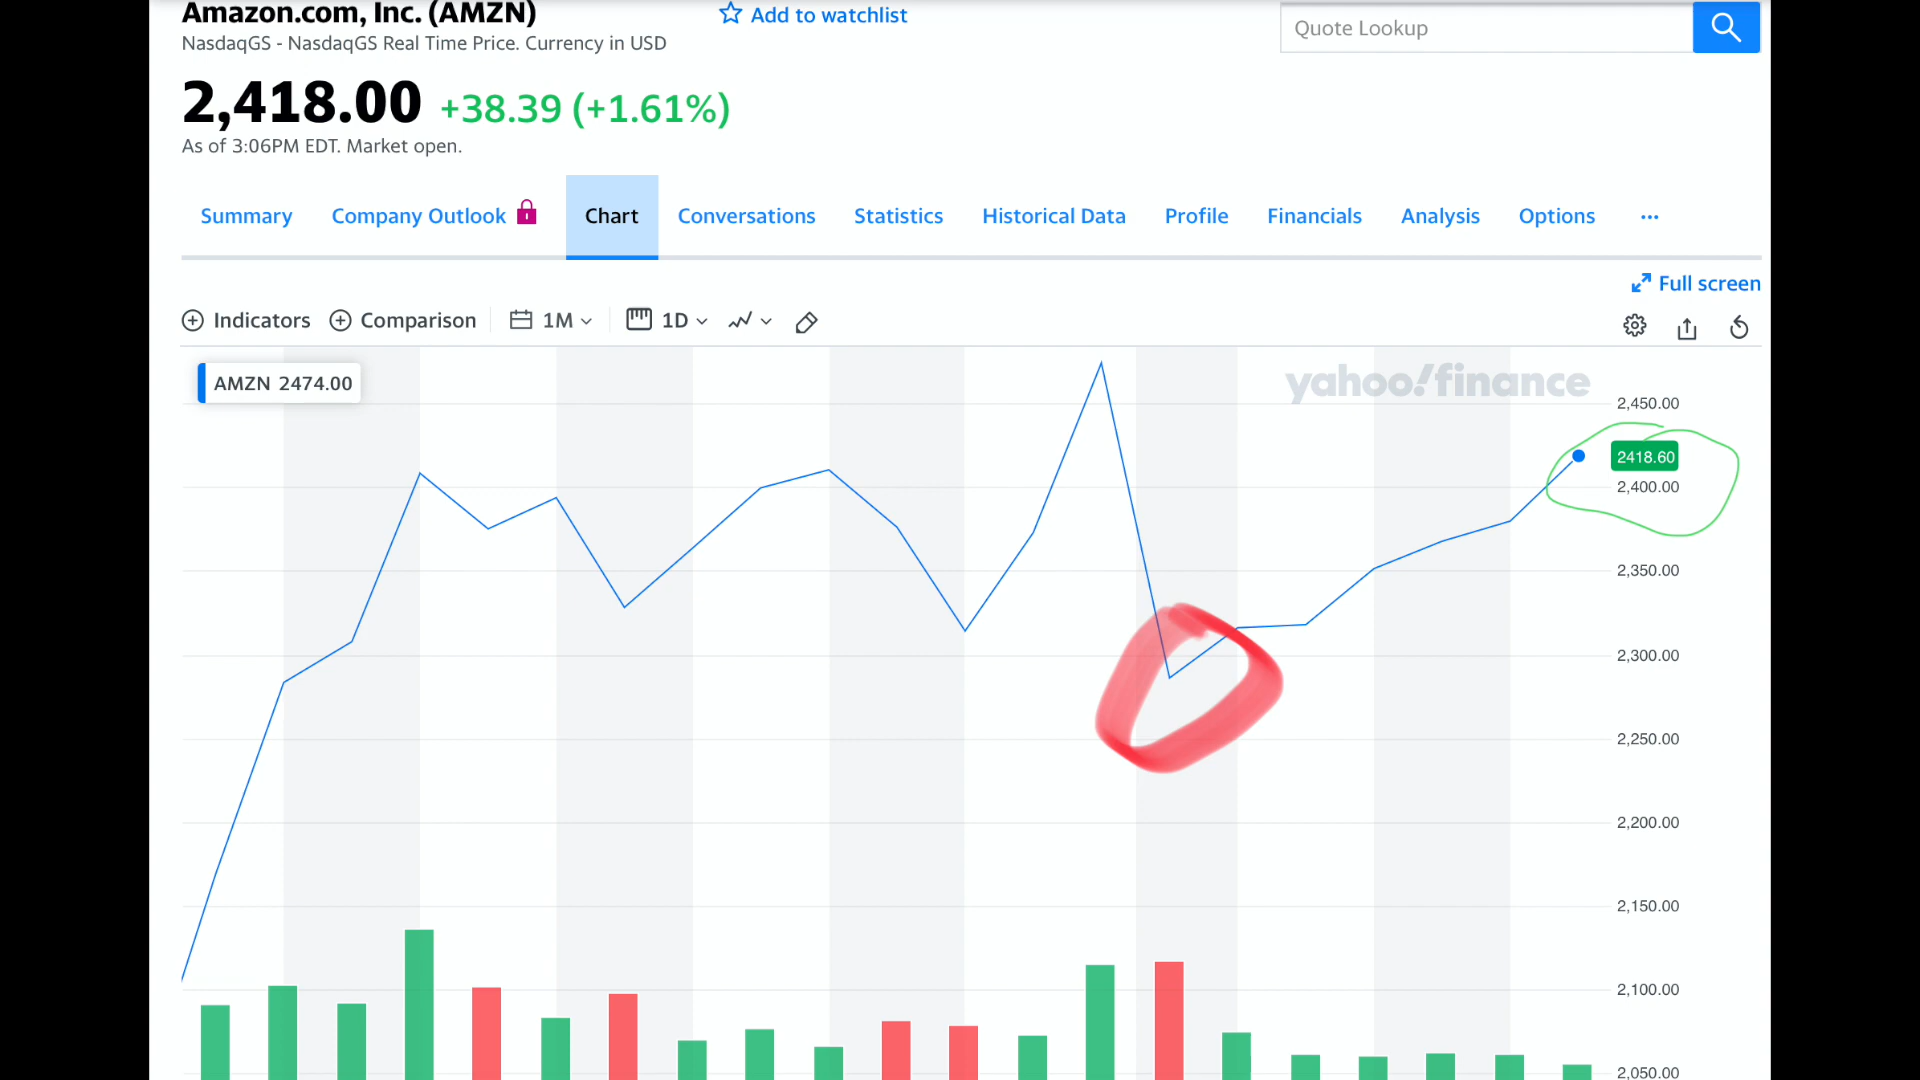 Amazon.com, Inc. (AMZN)
Add to watchlist
Quote Lookup
NasdaqGS - NasdaqGS Real Time Price. Currency in USD
2,418.00 +38.39 (+1.61%)
As of 3:06PM EDT. Market open.
Summary Company Outlook Chart Conversations Statistics Historical Data Profile Financials Analysis Options ...
Full screen
Indicators Comparison 1M 1D
AMZN 2474.00
yahoo!finance
2,450.00
2418.60
2,400.00
2,350.00
2,300.00
2,250.00
2,200.00
2,150.00
2,100.00
2,050.00